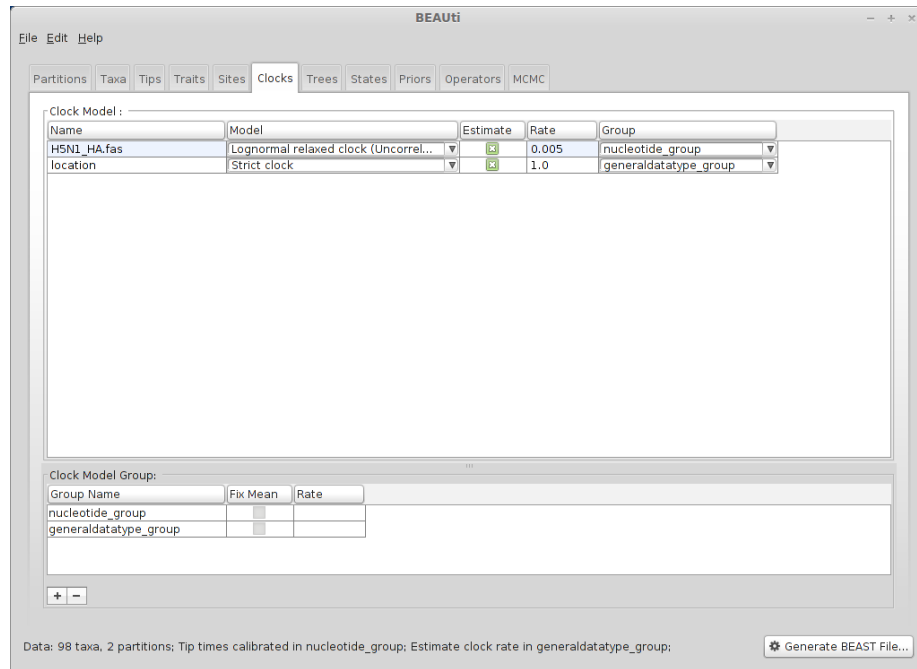 BEAUti
File Edit Help
Partitions Taxa Tips Traits Sites Clocks Trees States Priors Operators MCMC
Clock Model :
Name Model Estimate Rate Group
H5N1_HA.fas Lognormal relaxed clock (Uncorrel... 0.005 nucleotide_group
location Strict clock 1.0 generaldatatype_group
Clock Model Group:
Group Name Fix Mean Rate
nucleotide_group
generaldatatype_group
+ −
Data: 98 taxa, 2 partitions; Tip times calibrated in nucleotide_group; Estimate clock rate in generaldatatype_group; Generate BEAST File...